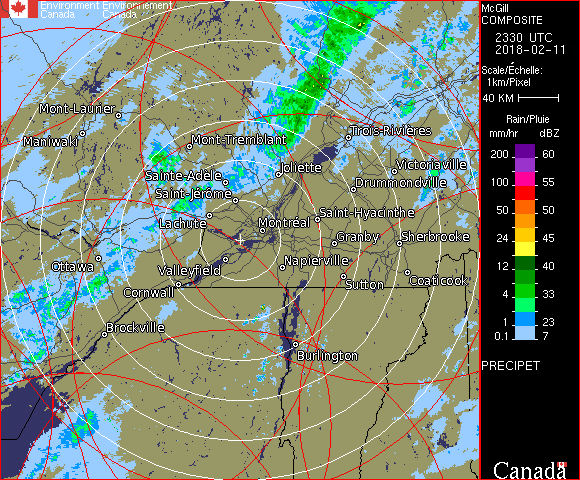 Environment Environnement
Canada Canada
McGill
COMPOSITE
2330 UTC
2018-02-11
Scale/Échelle:
1km/Pixel
40 KM
Rain/Pluie
mm/hr dBZ
200 60
100 55
50 50
24 45
12 40
4 33
1 23
0.1 7
PRECIPET
Canada
Mont-Laurier
Maniwaki
Mont-Tremblant
Trois-Rivières
Sainte-Adèle
Joliette
Victoriaville
Saint-Jérôme
Drummondville
Lachute
Montréal
Saint-Hyacinthe
Granby
Sherbrooke
Ottawa
Valleyfield
Napierville
Cornwall
Sutton
Coaticook
Brockville
Burlington